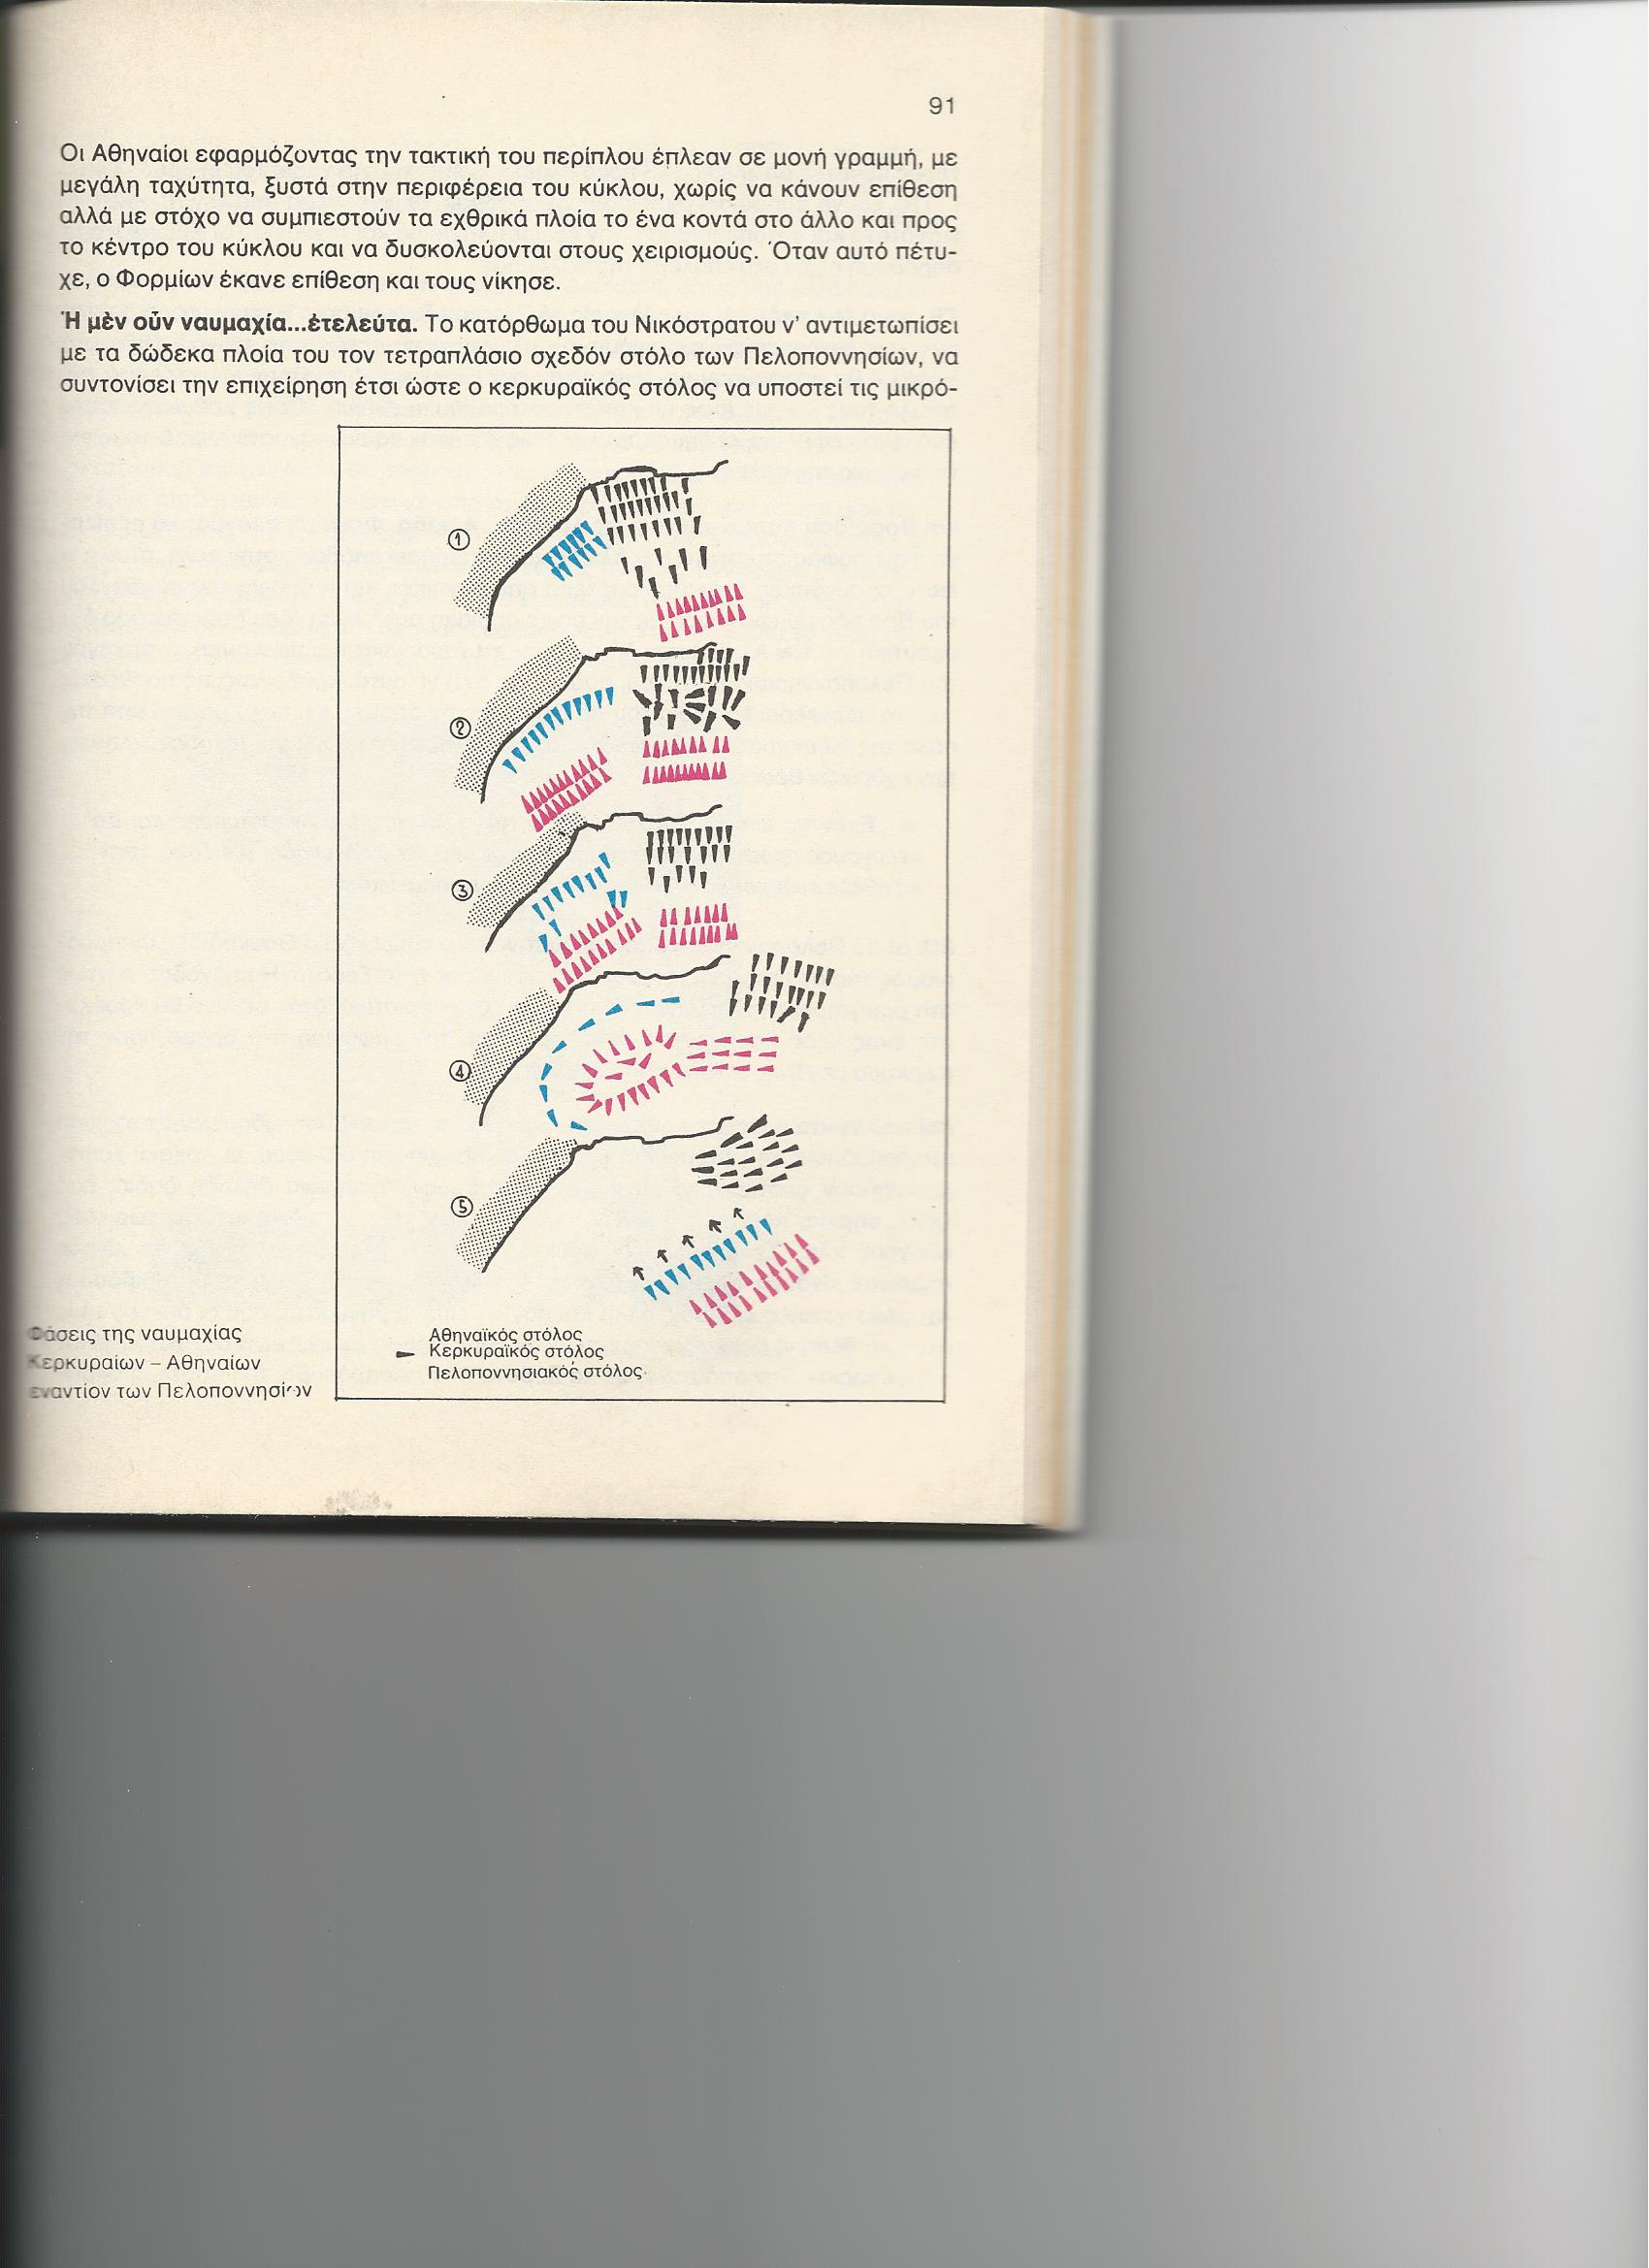 91
Οι Αθηναίοι εφαρμόζοντας την τακτική του περίπλου έπλεαν σε μονή γραμμή, με
μεγάλη ταχύτητα, ξυστά στην περιφέρεια του κύκλου, χωρίς να κάνουν επίθεση
αλλά με στόχο να συμπιεστούν τα εχθρικά πλοία το ένα κοντά στο άλλο και προς
το κέντρο του κύκλου και να δυσκολεύονται στους χειρισμούς. Όταν αυτό πέτυ-
χε, ο Φορμίων έκανε επίθεση και τους νίκησε.
Ἡ μὲν οὖν ναυμαχία...ἐτελεύτα. Το κατόρθωμα του Νικόστρατου ν' αντιμετωπίσει
με τα δώδεκα πλοία του τον τετραπλάσιο σχεδόν στόλο των Πελοποννησίων, να
συντονίσει την επιχείρηση έτσι ώστε ο κερκυραϊκός στόλος να υποστεί τις μικρό-
1
2
3
4
5
Φάσεις της ναυμαχίας
Κερκυραίων – Αθηναίων
εναντίον των Πελοποννησίων
Αθηναϊκός στόλος
Κερκυραϊκός στόλος
Πελοποννησιακός στόλος.